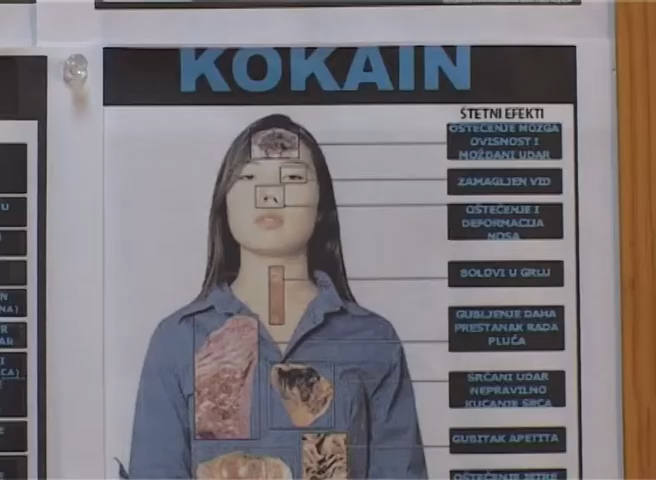 KOKAIN
ŠTETNI EFEKTI
OŠTEĆENJE MOZGA
OVISNOST I
MOŽDANI UDAR
ZAMAGLJEN VID
OŠTEĆENJE I
DEFORMACIJA
NOSA
BOLOVI U GRLU
GUBLJENJE DAHA
PRESTANAK RADA
PLUĆA
SRČANI UDAR
NEPRAVILNO
KUCANJE SRCA
GUBITAK APETITA
OŠTEĆENJE JETRE